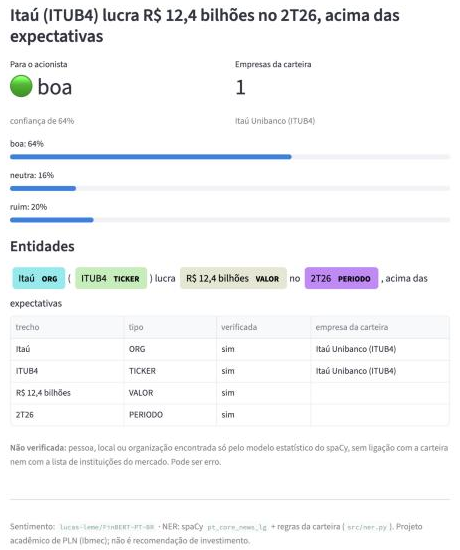 Itaú (ITUB4) lucra R$ 12,4 bilhões no 2T26, acima das
expectativas
Para o acionista
Empresas da carteira
boa
1
confiança de 64%
Itaú Unibanco (ITUB4)
boa: 64%
neutra: 16%
ruim: 20%
Entidades
Itaú ORG ( ITUB4 TICKER ) lucra R$ 12,4 bilhões VALOR no 2T26 PERIODO , acima das
expectativas
trecho tipo verificada empresa da carteira
Itaú ORG sim Itaú Unibanco (ITUB4)
ITUB4 TICKER sim Itaú Unibanco (ITUB4)
R$ 12,4 bilhões VALOR sim
2T26 PERIODO sim
Não verificada: pessoa, local ou organização encontrada só pelo modelo estatístico do spaCy, sem ligação com a carteira
nem com a lista de instituições do mercado. Pode ser erro.
Sentimento: lucas-leme/FinBERT-PT-BR · NER: spaCy pt_core_news_lg + regras da carteira ( src/ner.py ). Projeto
acadêmico de PLN (Ibmec); não é recomendação de investimento.